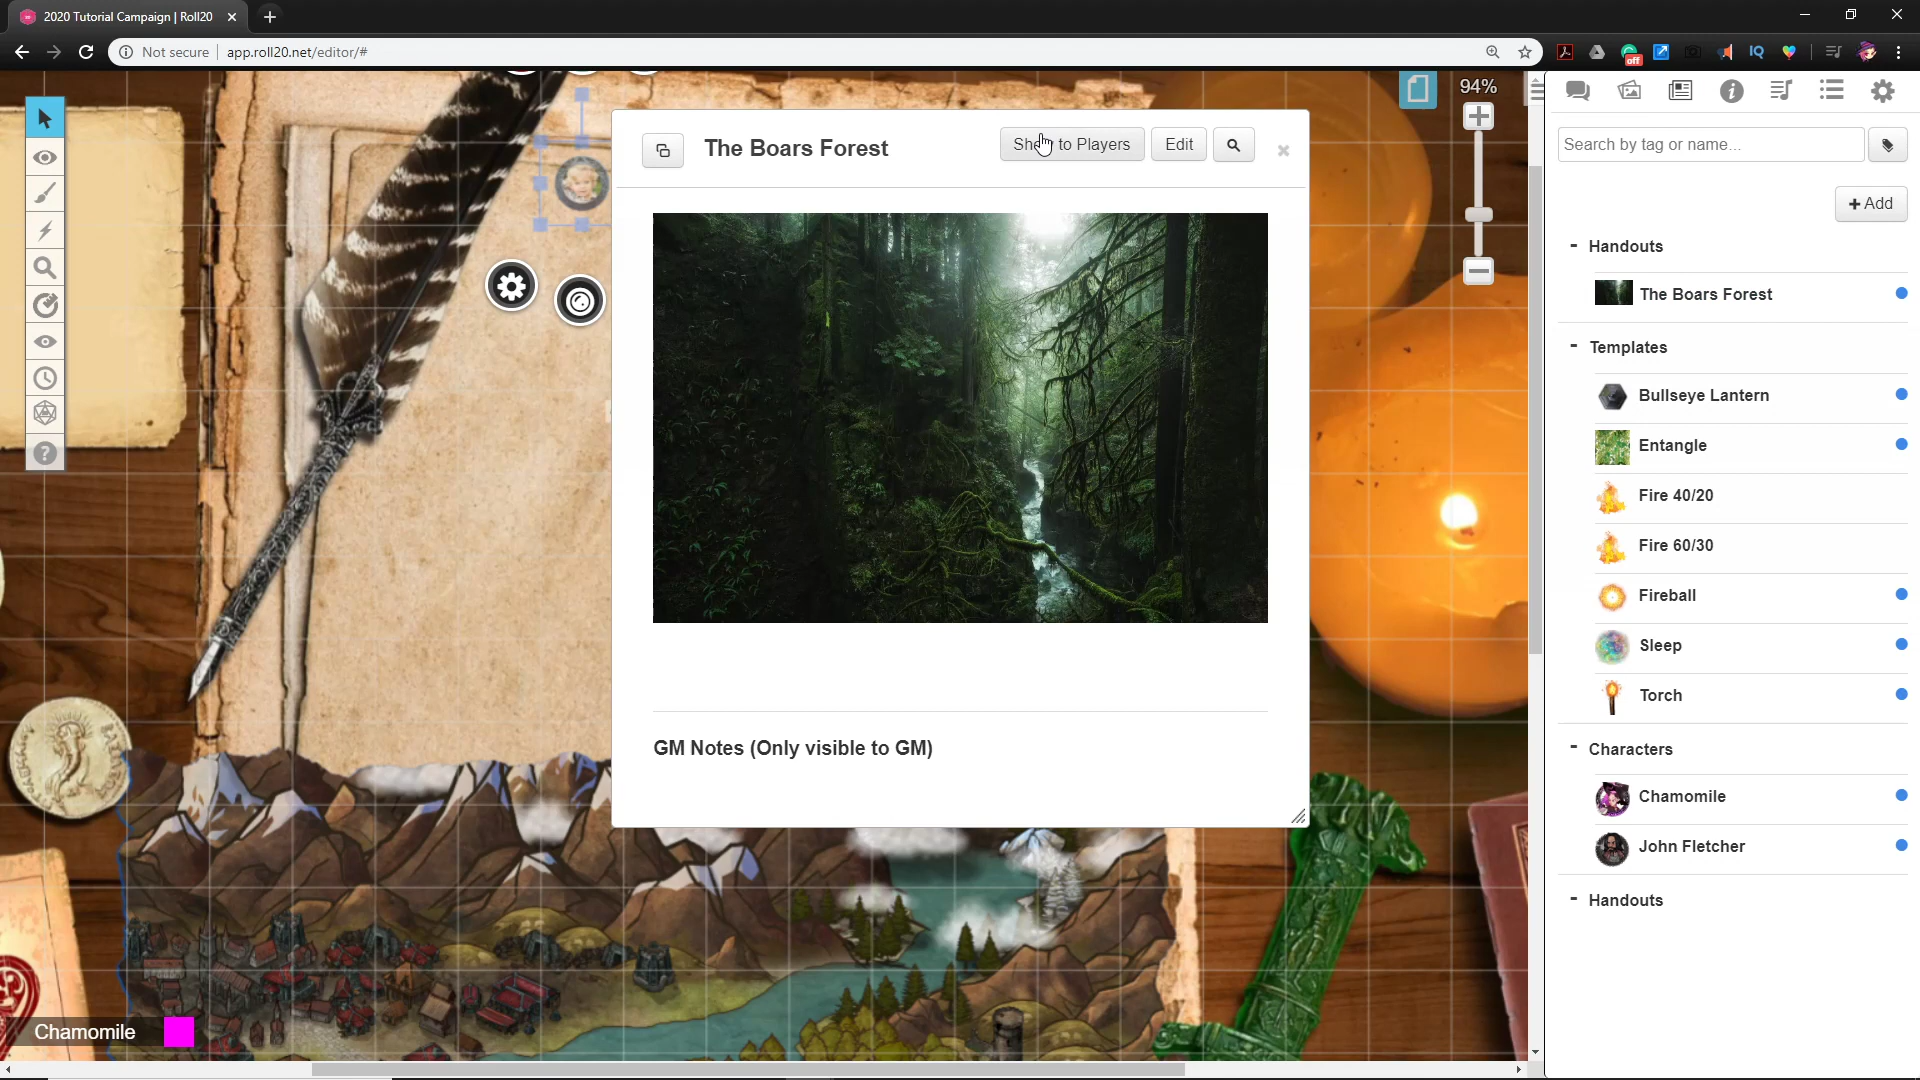 2020 Tutorial Campaign | Roll20
Not secure
app.roll20.net/editor/#
off
IQ
94%
The Boars Forest
Show to Players
Edit
GM Notes (Only visible to GM)
Search by tag or name...
+ Add
- Handouts
The Boars Forest
- Templates
Bullseye Lantern
Entangle
Fire 40/20
Fire 60/30
Fireball
Sleep
Torch
- Characters
Chamomile
John Fletcher
- Handouts
Chamomile